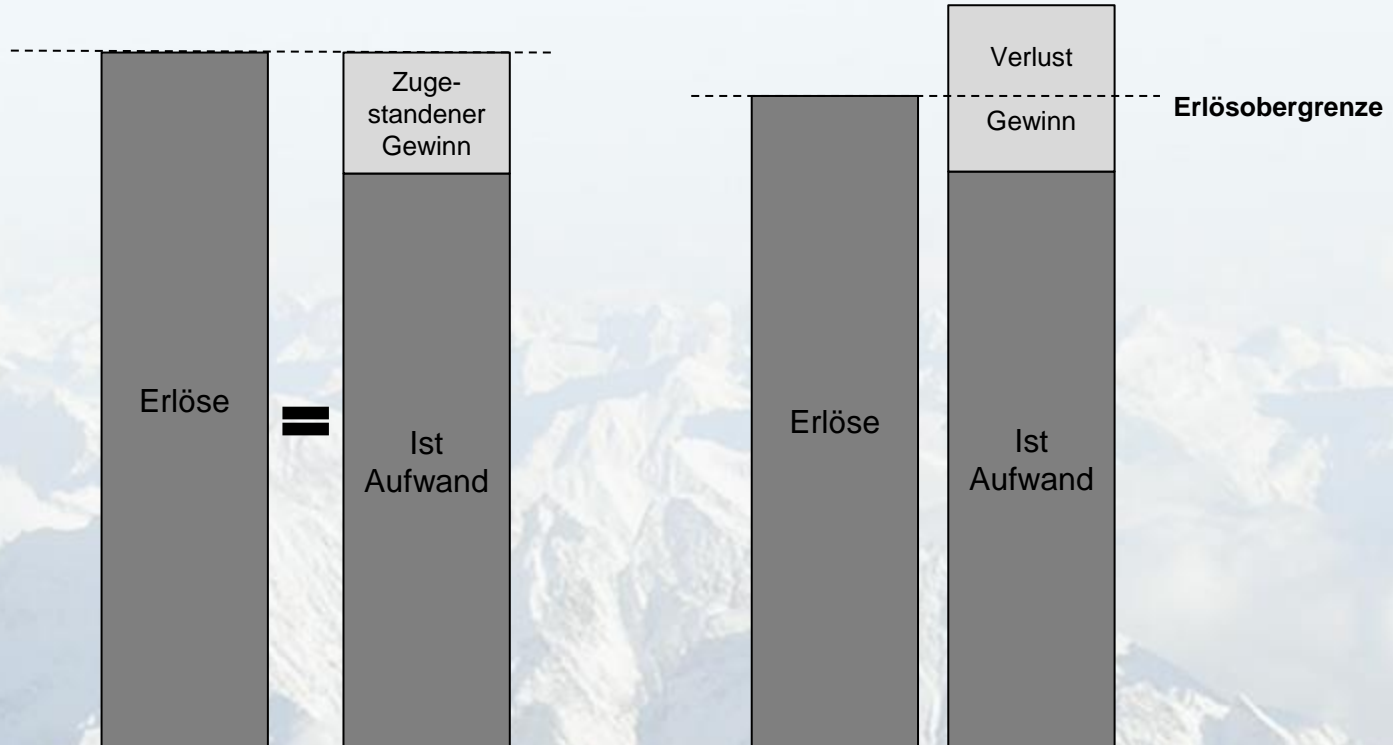 Zuge-
standener
Gewinn
Verlust
Gewinn
Erlösobergrenze
Erlöse
=
Ist
Aufwand
Erlöse
Ist
Aufwand